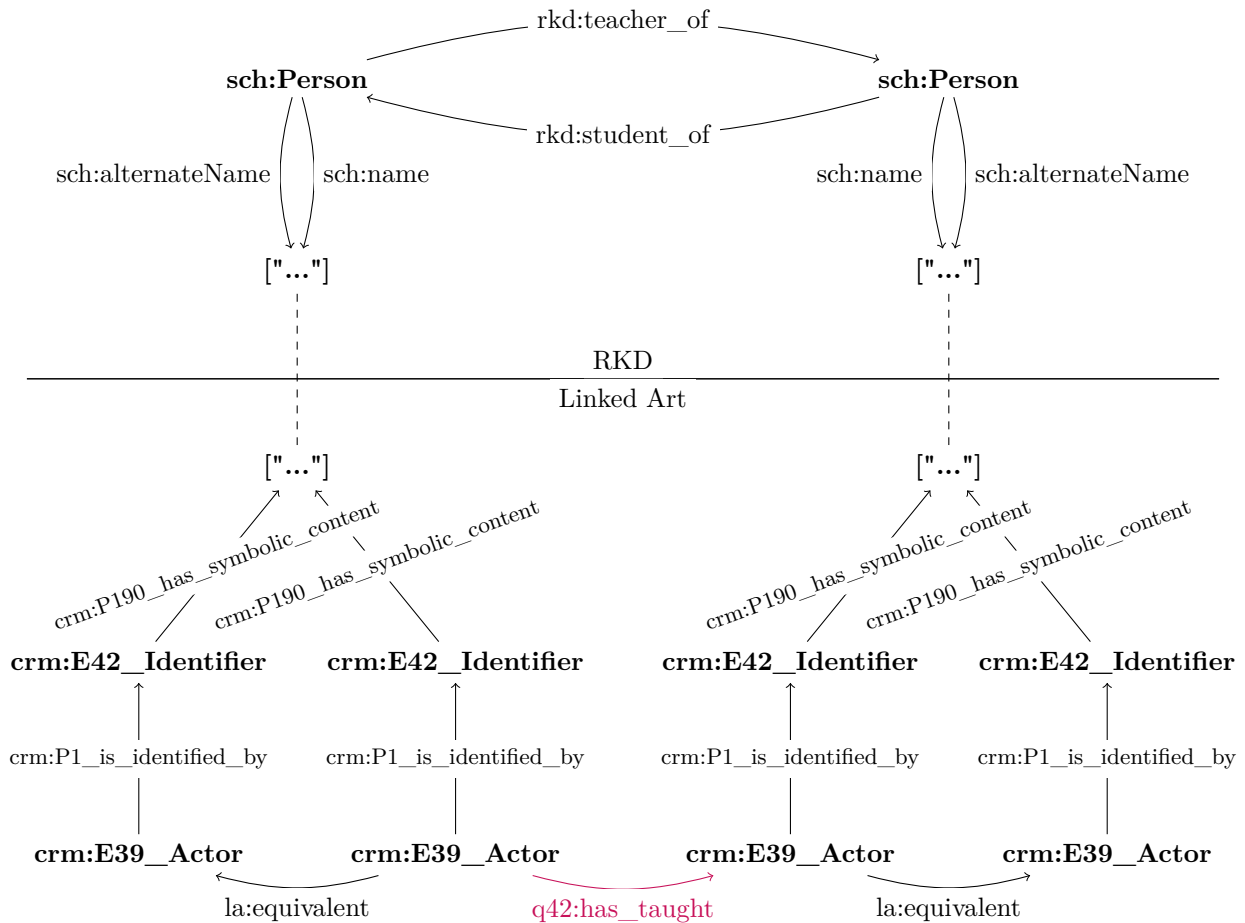 rkd:teacher_of
sch:Person
sch:Person
rkd:student_of
sch:alternateName
sch:name
sch:name
sch:alternateName
["..."]
["..."]
RKD
Linked Art
["..."]
["..."]
crm:P190_has_symbolic_content
crm:P190_has_symbolic_content
crm:P190_has_symbolic_content
crm:P190_has_symbolic_content
crm:E42_Identifier
crm:E42_Identifier
crm:E42_Identifier
crm:E42_Identifier
crm:P1_is_identified_by
crm:P1_is_identified_by
crm:P1_is_identified_by
crm:P1_is_identified_by
crm:E39_Actor
crm:E39_Actor
crm:E39_Actor
crm:E39_Actor
la:equivalent
q42:has_taught
la:equivalent